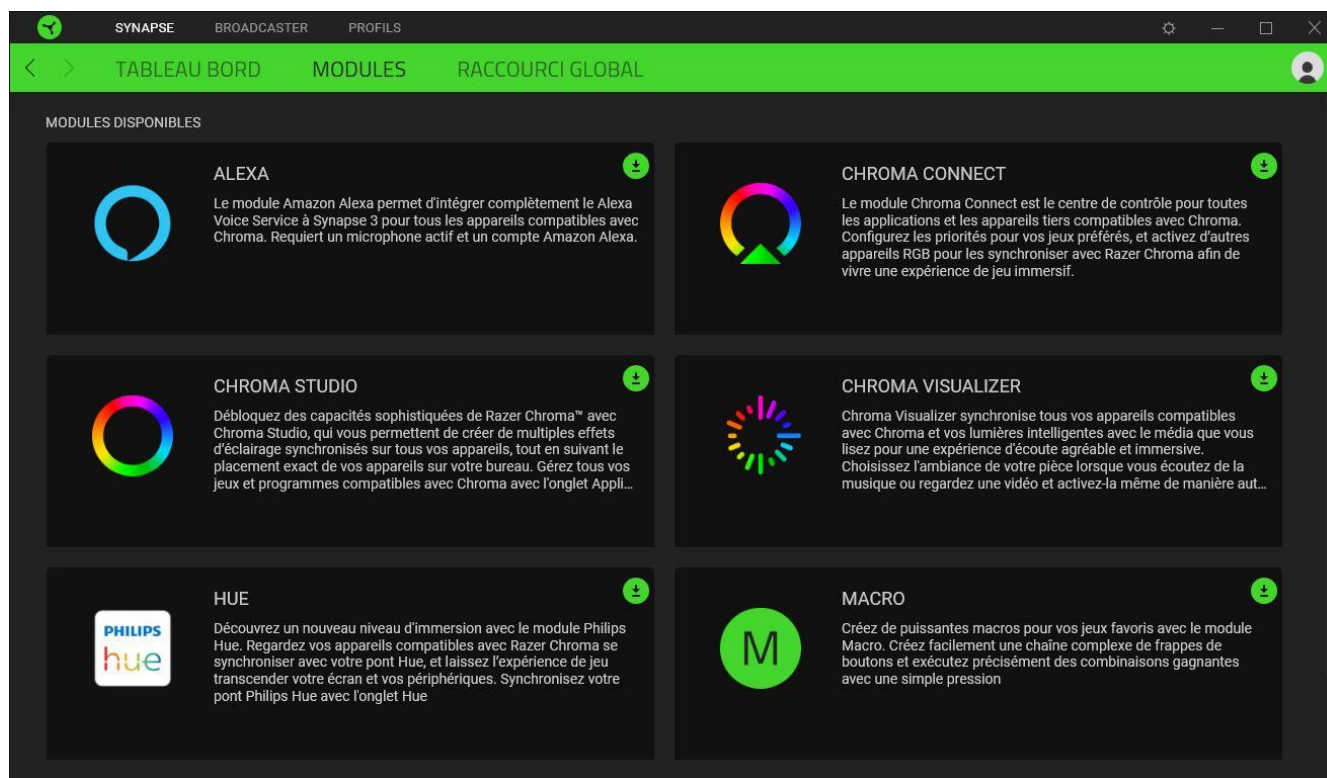 SYNAPSE BROADCASTER PROFILS
TABLEAU BORD MODULES RACCOURCI GLOBAL
MODULES DISPONIBLES
ALEXA
Le module Amazon Alexa permet d'intégrer complètement le Alexa
Voice Service à Synapse 3 pour tous les appareils compatibles avec
Chroma. Requiert un microphone actif et un compte Amazon Alexa.
CHROMA CONNECT
Le module Chroma Connect est le centre de contrôle pour toutes
les applications et les appareils tiers compatibles avec Chroma.
Configurez les priorités pour vos jeux préférés, et activez d'autres
appareils RGB pour les synchroniser avec Razer Chroma afin de
vivre une expérience de jeu immersif.
CHROMA STUDIO
Débloquez des capacités sophistiquées de Razer Chroma™ avec
Chroma Studio, qui vous permettent de créer de multiples effets
d'éclairage synchronisés sur tous vos appareils, tout en suivant le
placement exact de vos appareils sur votre bureau. Gérez tous vos
jeux et programmes compatibles avec Chroma avec l'onglet Appli...
CHROMA VISUALIZER
Chroma Visualizer synchronise tous vos appareils compatibles
avec Chroma et vos lumières intelligentes avec le média que vous
lisez pour une expérience d'écoute agréable et immersive.
Choisissez l'ambiance de votre pièce lorsque vous écoutez de la
musique ou regardez une vidéo et activez-la même de manière aut...
PHILIPS
hue
HUE
Découvrez un nouveau niveau d'immersion avec le module Philips
Hue. Regardez vos appareils compatibles avec Razer Chroma se
synchroniser avec votre pont Hue, et laissez l'expérience de jeu
transcender votre écran et vos périphériques. Synchronisez votre
pont Philips Hue avec l'onglet Hue
M
MACRO
Créez de puissantes macros pour vos jeux favoris avec le module
Macro. Créez facilement une chaîne complexe de frappes de
boutons et exécutez précisément des combinaisons gagnantes
avec une simple pression